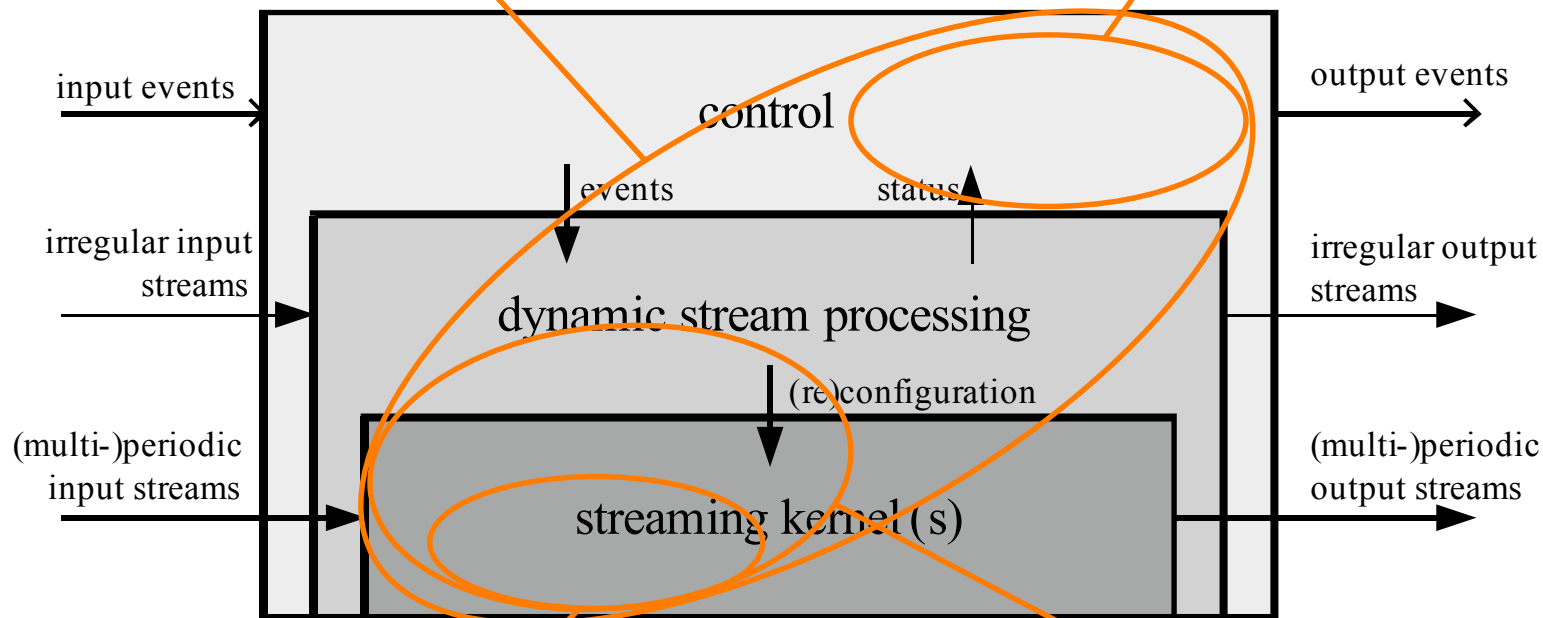 input events
control
output events
events
status
irregular input
streams
irregular output
streams
dynamic stream processing
(re)configuration
(multi-)periodic
input streams
(multi-)periodic
output streams
streaming kernel(s)